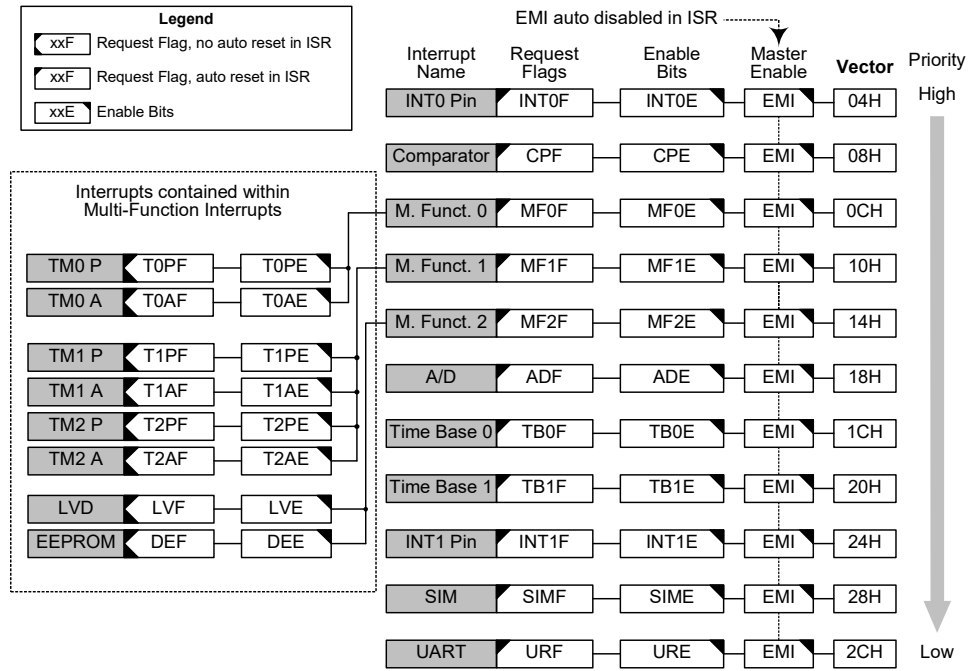 Legend
xxF Request Flag, no auto reset in ISR
xxF Request Flag, auto reset in ISR
xxE Enable Bits
EMI auto disabled in ISR
Interrupt Name Request Flags Enable Bits Master Enable Vector Priority
INT0 Pin INT0F INT0E EMI 04H High
Comparator CPF CPE EMI 08H
M. Funct. 0 MF0F MF0E EMI 0CH
M. Funct. 1 MF1F MF1E EMI 10H
M. Funct. 2 MF2F MF2E EMI 14H
A/D ADF ADE EMI 18H
Time Base 0 TB0F TB0E EMI 1CH
Time Base 1 TB1F TB1E EMI 20H
INT1 Pin INT1F INT1E EMI 24H
SIM SIMF SIME EMI 28H
UART URF URE EMI 2CH Low
Interrupts contained within
Multi-Function Interrupts
TM0 P T0PF T0PE
TM0 A T0AF T0AE
TM1 P T1PF T1PE
TM1 A T1AF T1AE
TM2 P T2PF T2PE
TM2 A T2AF T2AE
LVD LVF LVE
EEPROM DEF DEE